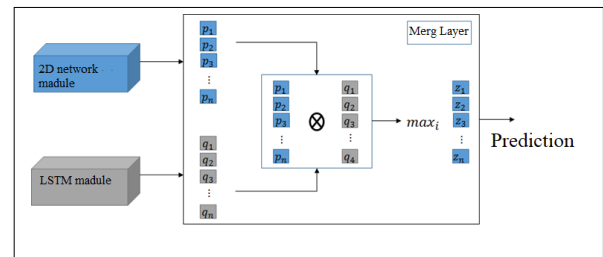 2D network
madule
LSTM madule
p₁
p₂
p₃
⋮
pₙ
q₁
q₂
q₃
⋮
qₙ
p₁
p₂
p₃
⋮
pₙ
⊗
q₁
q₂
q₃
⋮
q₄
maxᵢ
Merg Layer
z₁
z₂
z₃
⋮
zₙ
Prediction